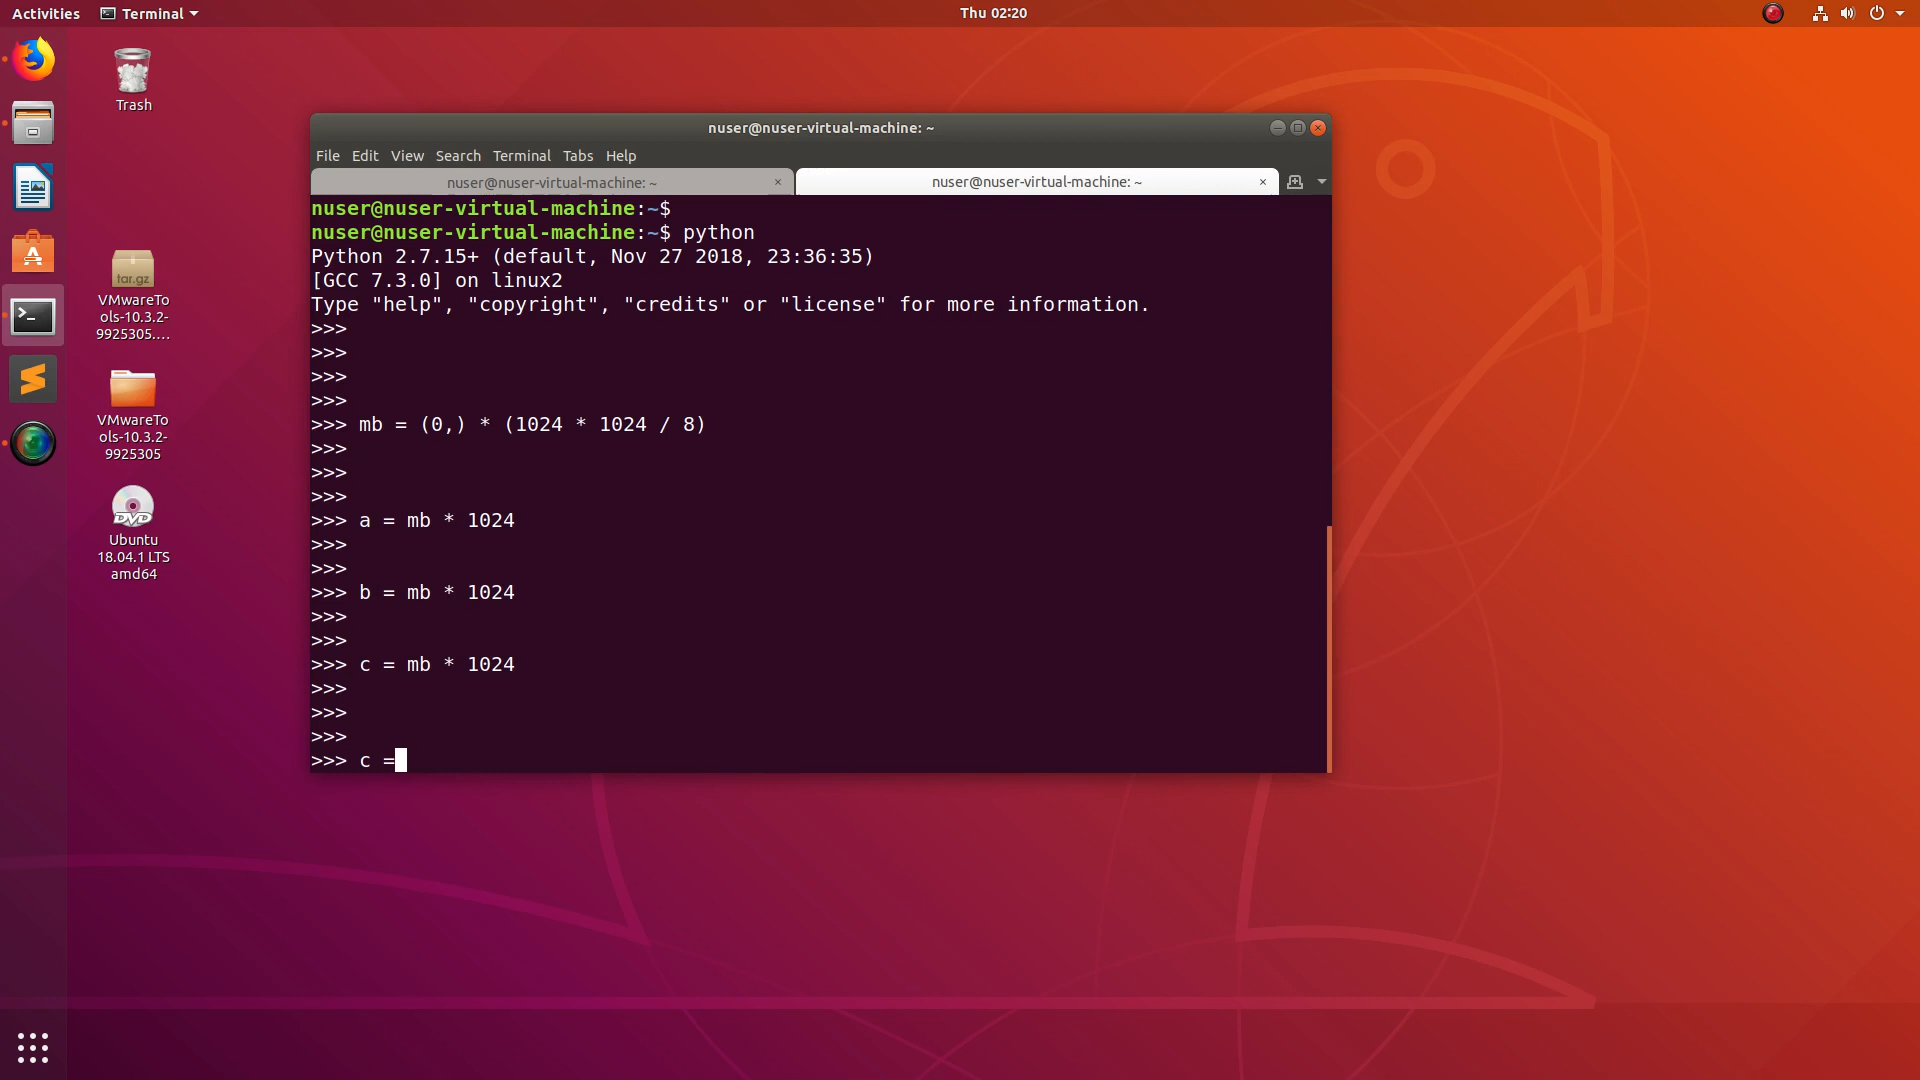 Activities Terminal Thu 02:20
Trash
VMwareTo
ols-10.3.2-
9925305....
VMwareTo
ols-10.3.2-
9925305
DVD
Ubuntu
18.04.1 LTS
amd64
tar.gz
nuser@nuser-virtual-machine: ~
File Edit View Search Terminal Tabs Help
nuser@nuser-virtual-machine: ~ × nuser@nuser-virtual-machine: ~ ×
nuser@nuser-virtual-machine:~$
nuser@nuser-virtual-machine:~$ python
Python 2.7.15+ (default, Nov 27 2018, 23:36:35)
[GCC 7.3.0] on linux2
Type "help", "copyright", "credits" or "license" for more information.
>>>
>>>
>>>
>>>
>>> mb = (0,) * (1024 * 1024 / 8)
>>>
>>>
>>>
>>> a = mb * 1024
>>>
>>>
>>> b = mb * 1024
>>>
>>>
>>> c = mb * 1024
>>>
>>>
>>>
>>> c =